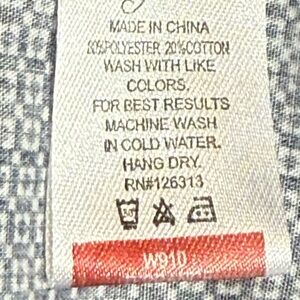 MADE IN CHINA
80%POLYESTER 20%COTTON
WASH WITH LIKE
COLORS.
FOR BEST RESULTS
MACHINE WASH
IN COLD WATER.
HANG DRY.
RN#126313
W910